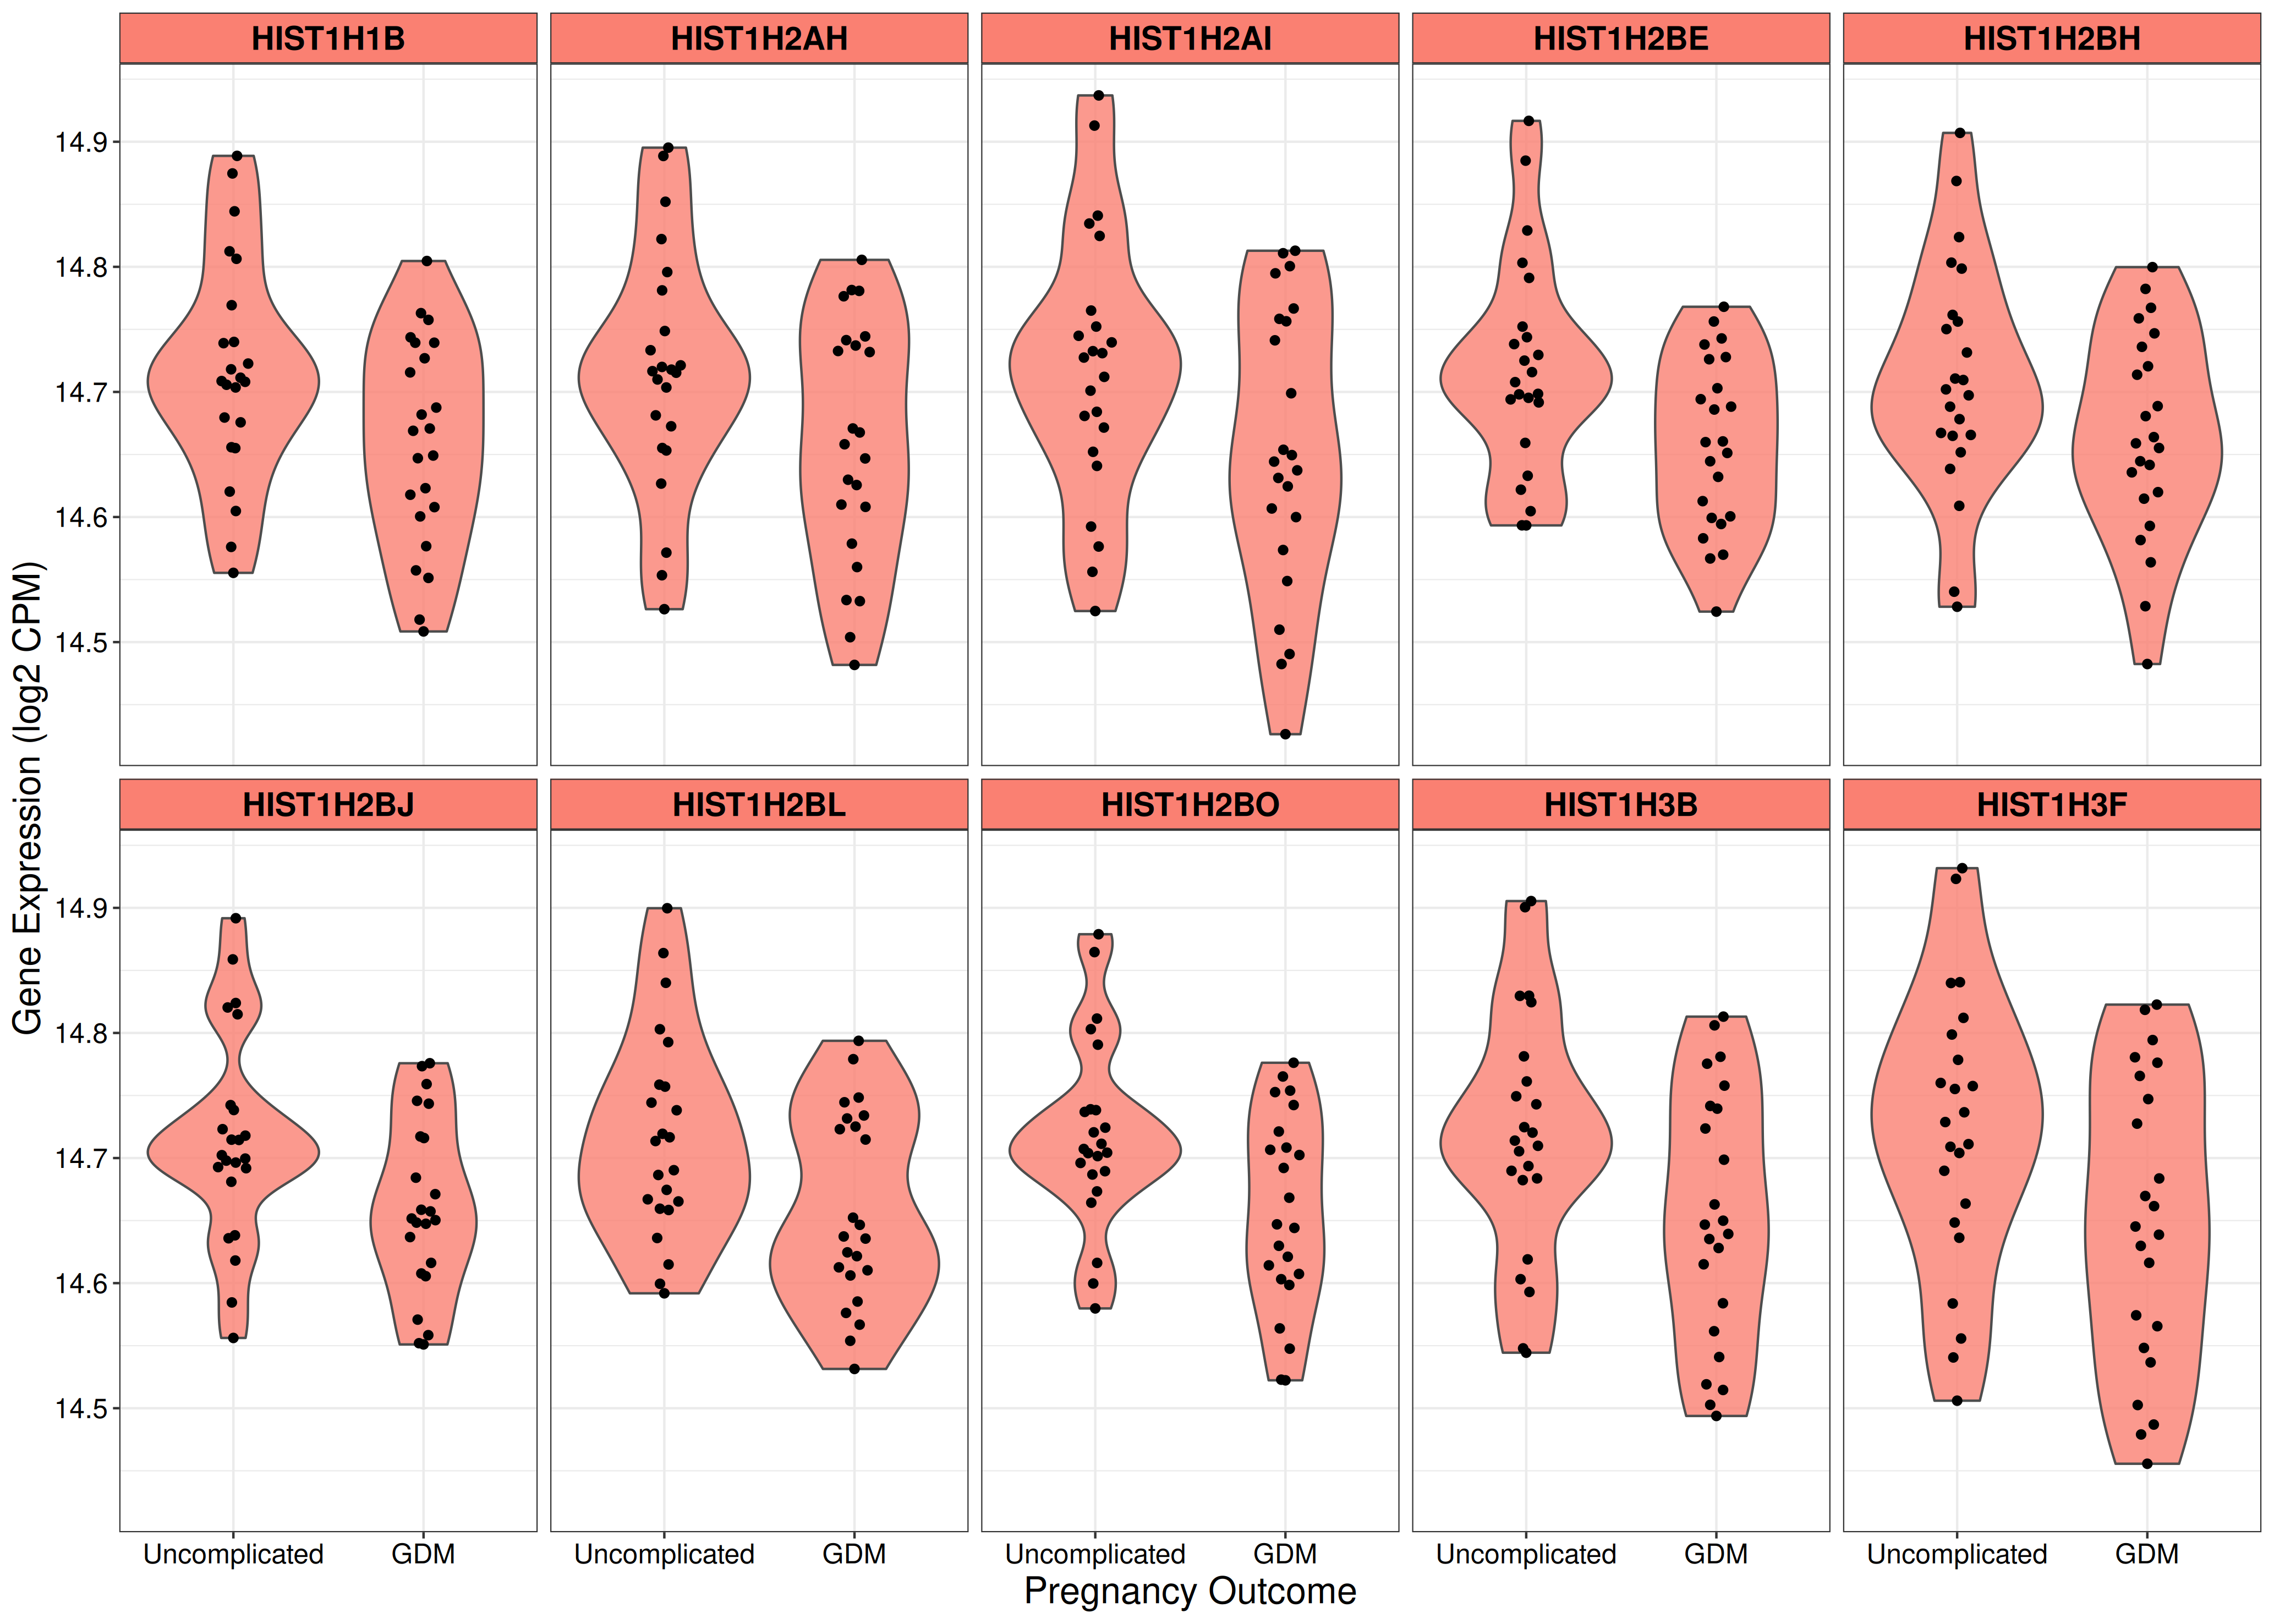 HIST1H1B HIST1H2AH HIST1H2AI HIST1H2BE HIST1H2BH
14.9
14.8
14.7
14.6
14.5
HIST1H2BJ HIST1H2BL HIST1H2BO HIST1H3B HIST1H3F
14.9
14.8
14.7
14.6
14.5
Gene Expression (log2 CPM)
Uncomplicated GDM Uncomplicated GDM Uncomplicated GDM Uncomplicated GDM Uncomplicated GDM
Pregnancy Outcome